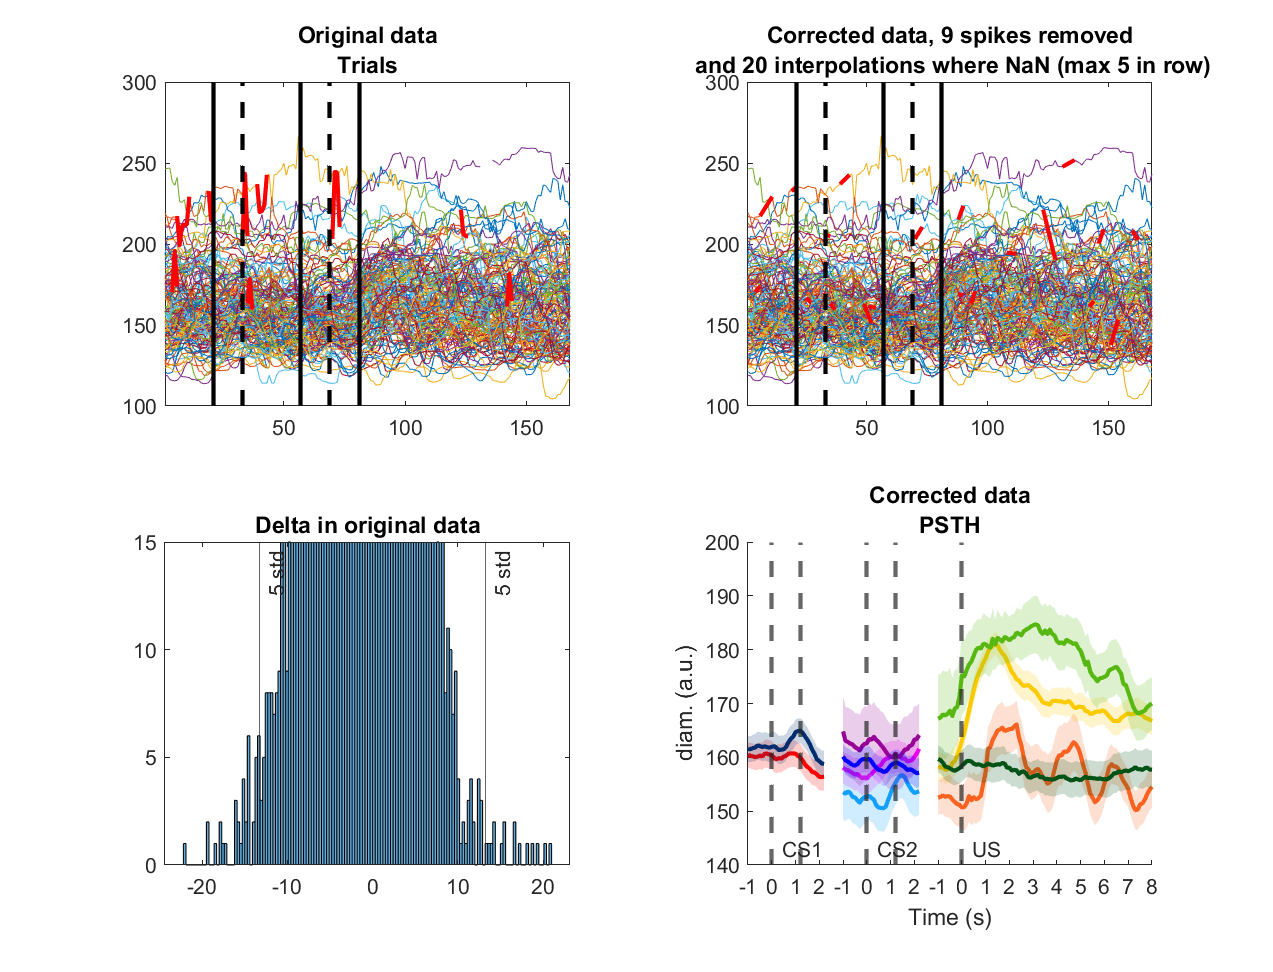 Original data
Trials
300
250
200
150
100
50
100
150
Corrected data, 9 spikes removed
and 20 interpolations where NaN (max 5 in row)
300
250
200
150
100
50
100
150
Delta in original data
15
10
5
0
5 std
5 std
-20
-10
0
10
20
Corrected data
PSTH
200
190
180
170
160
150
140
diam. (a.u.)
CS1
CS2
US
-1 0 1 2 -1 0 1 2 -1 0 1 2 3 4 5 6 7 8
Time (s)